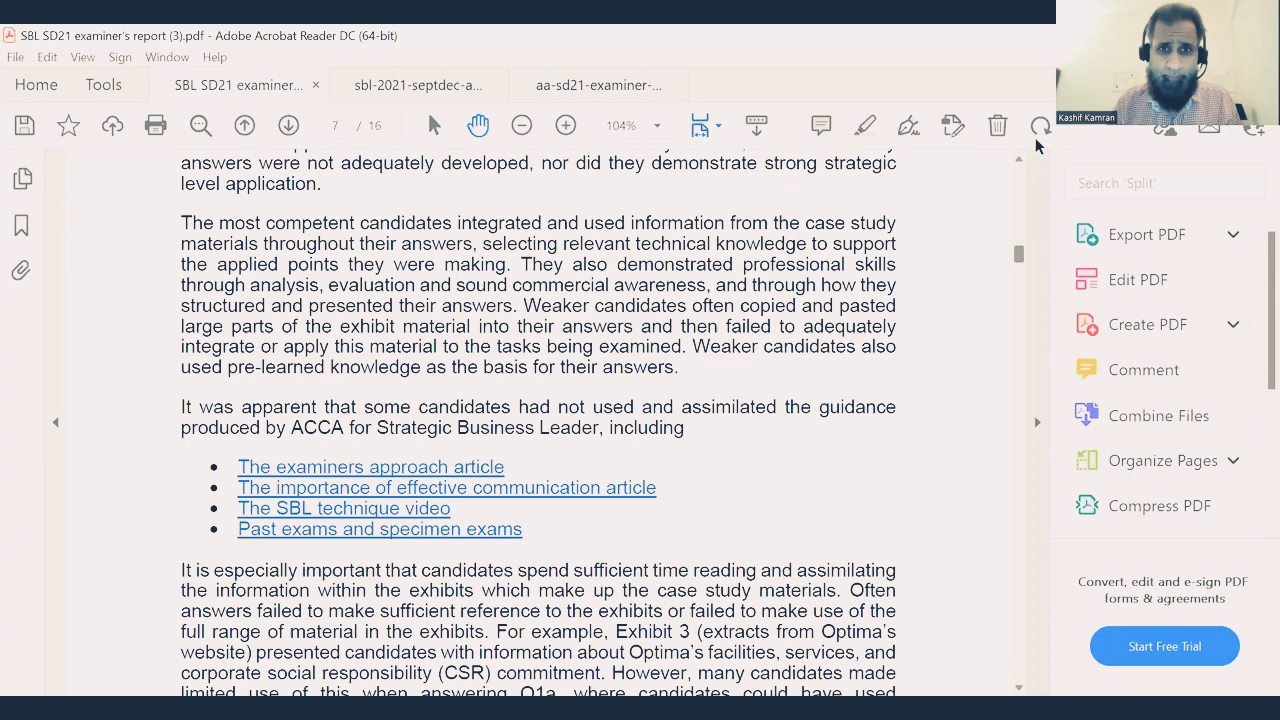 SBL SD21 examiner's report (3).pdf - Adobe Acrobat Reader DC (64-bit)
File Edit View Sign Window Help
Home Tools SBL SD21 examiner... × sbl-2021-septdec-a... aa-sd21-examiner-...
7 / 16 104%
Kashif Kamran
answers were not adequately developed, nor did they demonstrate strong strategic
level application.
The most competent candidates integrated and used information from the case study
materials throughout their answers, selecting relevant technical knowledge to support
the applied points they were making. They also demonstrated professional skills
through analysis, evaluation and sound commercial awareness, and through how they
structured and presented their answers. Weaker candidates often copied and pasted
large parts of the exhibit material into their answers and then failed to adequately
integrate or apply this material to the tasks being examined. Weaker candidates also
used pre-learned knowledge as the basis for their answers.
It was apparent that some candidates had not used and assimilated the guidance
produced by ACCA for Strategic Business Leader, including
• The examiners approach article
• The importance of effective communication article
• The SBL technique video
• Past exams and specimen exams
It is especially important that candidates spend sufficient time reading and assimilating
the information within the exhibits which make up the case study materials. Often
answers failed to make sufficient reference to the exhibits or failed to make use of the
full range of material in the exhibits. For example, Exhibit 3 (extracts from Optima's
website) presented candidates with information about Optima's facilities, services, and
corporate social responsibility (CSR) commitment. However, many candidates made
limited use of this when answering Q1a, where candidates could have used
Search 'Split'
Export PDF
Edit PDF
Create PDF
Comment
Combine Files
Organize Pages
Compress PDF
Convert, edit and e-sign PDF
forms & agreements
Start Free Trial